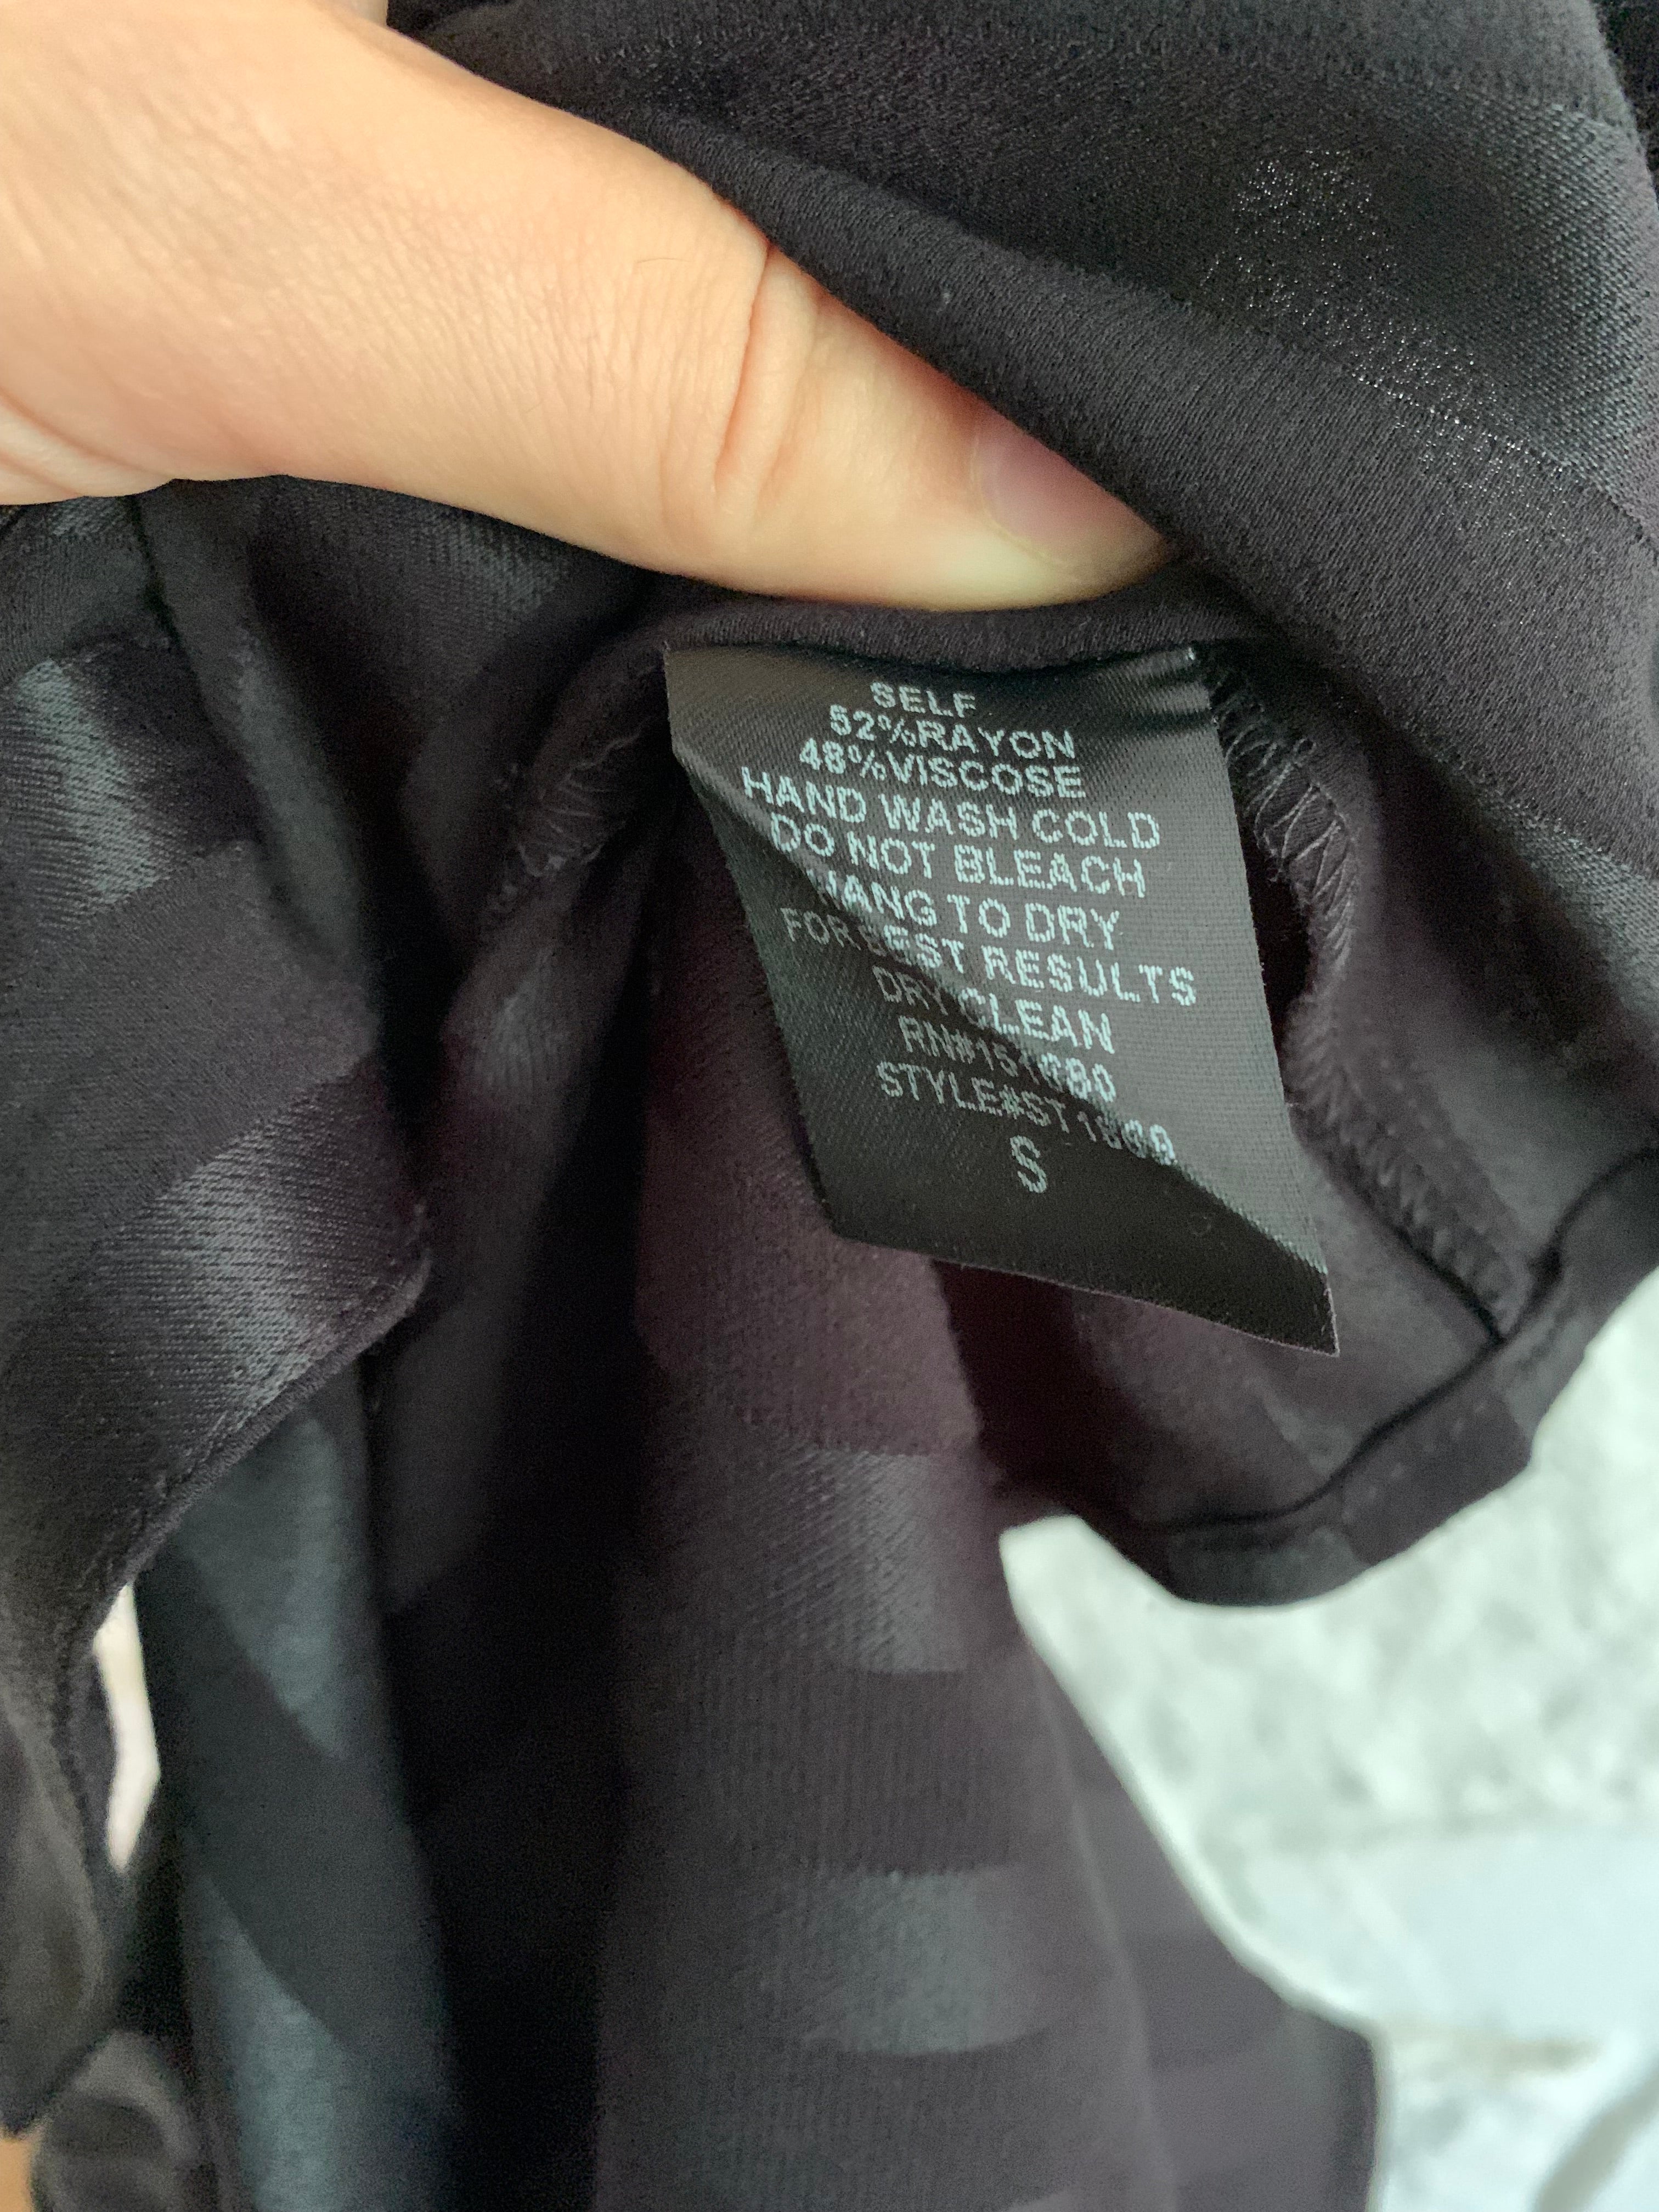 SELF
52%RAYON
48%VISCOSE
HAND WASH COLD
DO NOT BLEACH
HANG TO DRY
FOR BEST RESULTS
DRY CLEAN
S